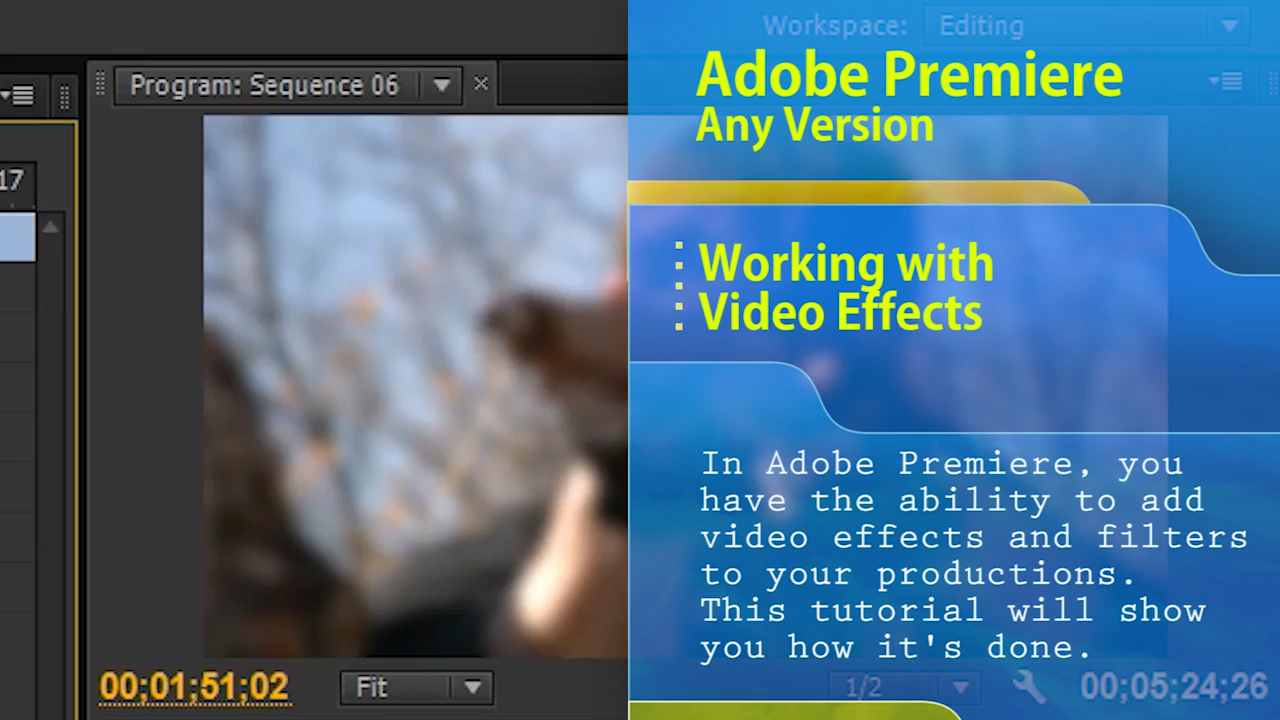 Workspace: Editing
Program: Sequence 06
Adobe Premiere
Any Version
17
Working with
Video Effects
In Adobe Premiere, you
have the ability to add
video effects and filters
to your productions.
This tutorial will show
you how it's done.
00;01;51;02
Fit
1/2
00;05;24;26